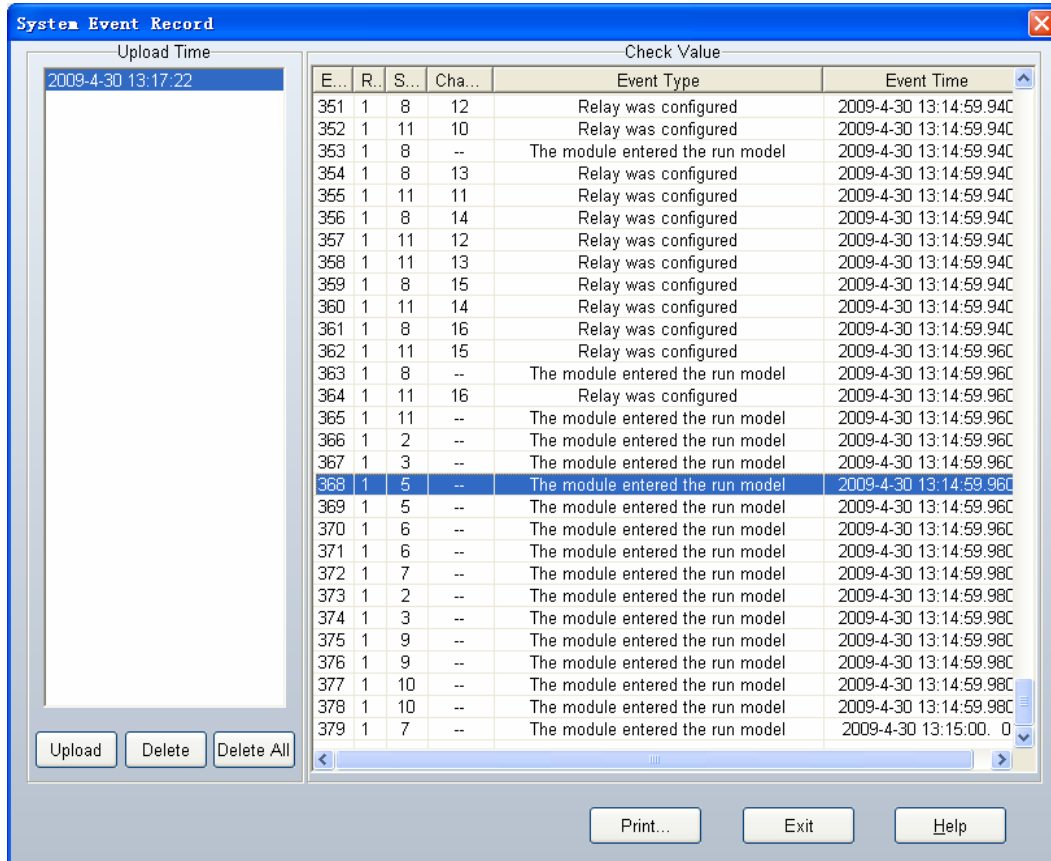 System Event Record
Upload Time
Check Value
2009-4-30 13:17:22
E... R.. S... Cha... Event Type Event Time
351 1 8 12 Relay was configured 2009-4-30 13:14:59.940
352 1 11 10 Relay was configured 2009-4-30 13:14:59.940
353 1 8 -- The module entered the run model 2009-4-30 13:14:59.940
354 1 8 13 Relay was configured 2009-4-30 13:14:59.940
355 1 11 11 Relay was configured 2009-4-30 13:14:59.940
356 1 8 14 Relay was configured 2009-4-30 13:14:59.940
357 1 11 12 Relay was configured 2009-4-30 13:14:59.940
358 1 11 13 Relay was configured 2009-4-30 13:14:59.940
359 1 8 15 Relay was configured 2009-4-30 13:14:59.940
360 1 11 14 Relay was configured 2009-4-30 13:14:59.940
361 1 8 16 Relay was configured 2009-4-30 13:14:59.940
362 1 11 15 Relay was configured 2009-4-30 13:14:59.960
363 1 8 -- The module entered the run model 2009-4-30 13:14:59.960
364 1 11 16 Relay was configured 2009-4-30 13:14:59.960
365 1 11 -- The module entered the run model 2009-4-30 13:14:59.960
366 1 2 -- The module entered the run model 2009-4-30 13:14:59.960
367 1 3 -- The module entered the run model 2009-4-30 13:14:59.960
368 1 5 -- The module entered the run model 2009-4-30 13:14:59.960
369 1 5 -- The module entered the run model 2009-4-30 13:14:59.960
370 1 6 -- The module entered the run model 2009-4-30 13:14:59.960
371 1 6 -- The module entered the run model 2009-4-30 13:14:59.980
372 1 7 -- The module entered the run model 2009-4-30 13:14:59.980
373 1 2 -- The module entered the run model 2009-4-30 13:14:59.980
374 1 3 -- The module entered the run model 2009-4-30 13:14:59.980
375 1 9 -- The module entered the run model 2009-4-30 13:14:59.980
376 1 9 -- The module entered the run model 2009-4-30 13:14:59.980
377 1 10 -- The module entered the run model 2009-4-30 13:14:59.980
378 1 10 -- The module entered the run model 2009-4-30 13:14:59.980
379 1 7 -- The module entered the run model 2009-4-30 13:15:00. 0
Upload Delete Delete All
Print... Exit Help